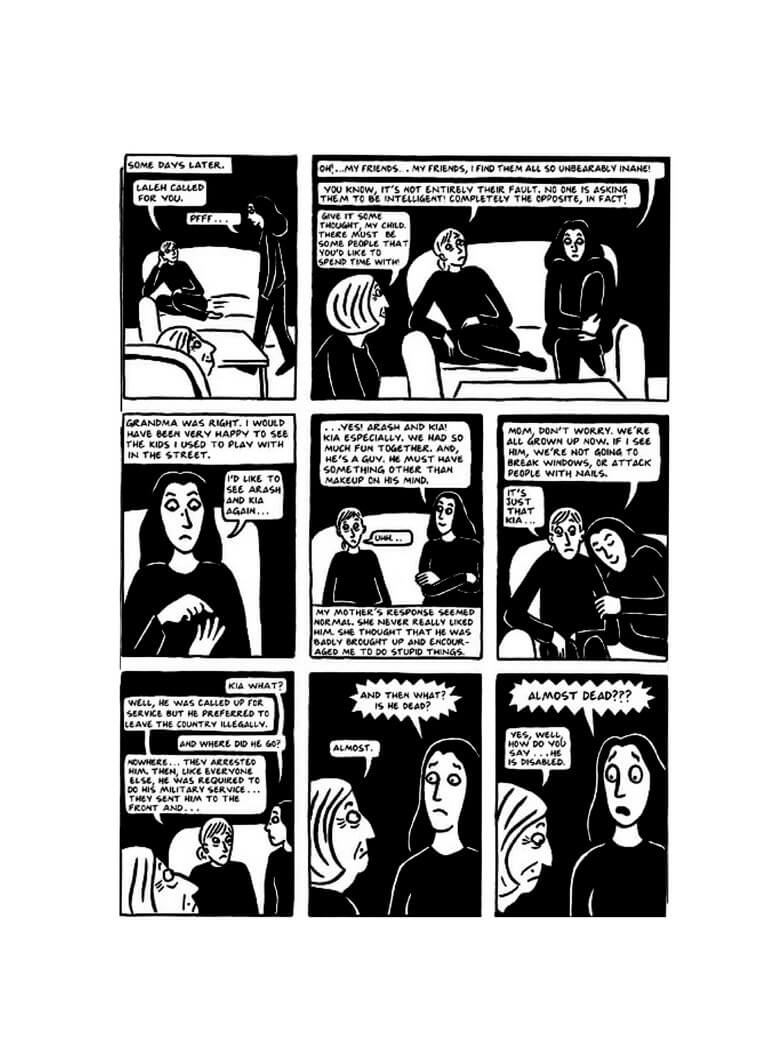 SOME DAYS LATER.
LALEH CALLED
FOR YOU.
PFFF...
OH!...MY FRIENDS... MY FRIENDS, I FIND THEM ALL SO UNBEARABLY INANE!
YOU KNOW, IT'S NOT ENTIRELY THEIR FAULT. NO ONE IS ASKING
THEM TO BE INTELLIGENT! COMPLETELY THE OPPOSITE, IN FACT!
GIVE IT SOME
THOUGHT, MY CHILD.
THERE MUST BE
SOME PEOPLE THAT
YOU'D LIKE TO
SPEND TIME WITH!
GRANDMA WAS RIGHT. I WOULD
HAVE BEEN VERY HAPPY TO SEE
THE KIDS I USED TO PLAY WITH
IN THE STREET.
I'D LIKE TO
SEE ARASH
AND KIA
AGAIN...
...YES! ARASH AND KIA!
KIA ESPECIALLY. WE HAD SO
MUCH FUN TOGETHER. AND,
HE'S A GUY. HE MUST HAVE
SOMETHING OTHER THAN
MAKEUP ON HIS MIND.
UHH...
MY MOTHER'S RESPONSE SEEMED
NORMAL. SHE NEVER REALLY LIKED
HIM. SHE THOUGHT THAT HE WAS
BADLY BROUGHT UP AND ENCOUR-
AGED ME TO DO STUPID THINGS.
MOM, DON'T WORRY. WE'RE
ALL GROWN UP NOW. IF I SEE
HIM, WE'RE NOT GOING TO
BREAK WINDOWS, OR ATTACK
PEOPLE WITH NAILS.
IT'S
JUST
THAT
KIA...
KIA WHAT?
WELL, HE WAS CALLED UP FOR
SERVICE BUT HE PREFERRED TO
LEAVE THE COUNTRY ILLEGALLY.
AND WHERE DID HE GO?
NOWHERE... THEY ARRESTED
HIM. THEN, LIKE EVERYONE
ELSE, HE WAS REQUIRED TO
DO HIS MILITARY SERVICE...
THEY SENT HIM TO THE
FRONT AND...
AND THEN WHAT?
IS HE DEAD?
ALMOST.
ALMOST DEAD???
YES, WELL,
HOW DO YOU
SAY ...HE
IS DISABLED.